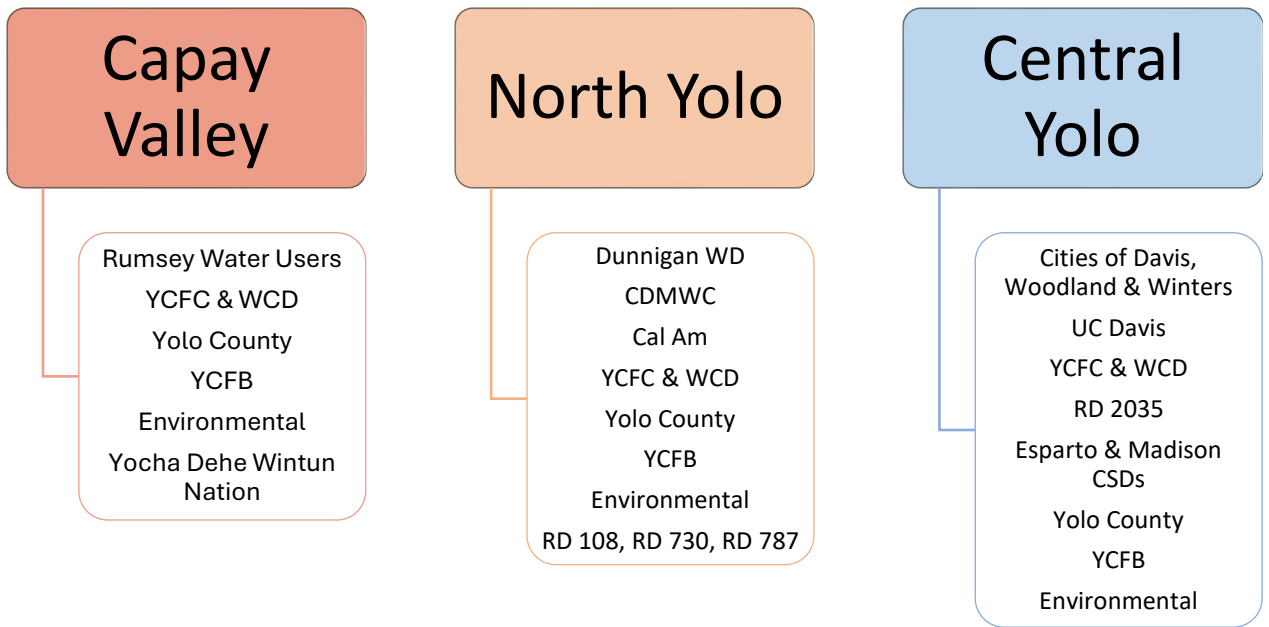 Capay
Valley
Rumsey Water Users
YCFC & WCD
Yolo County
YCFB
Environmental
Yocha Dehe Wintun
Nation
North Yolo
Dunnigan WD
CDMWC
Cal Am
YCFC & WCD
Yolo County
YCFB
Environmental
RD 108, RD 730, RD 787
Central
Yolo
Cities of Davis,
Woodland & Winters
UC Davis
YCFC & WCD
RD 2035
Esparto & Madison
CSDs
Yolo County
YCFB
Environmental